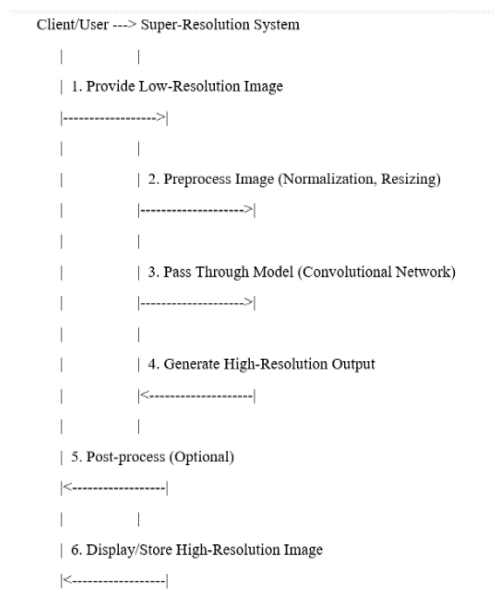 Client/User ---> Super-Resolution System
| |
| 1. Provide Low-Resolution Image
|------------------>|
| |
| | 2. Preprocess Image (Normalization, Resizing)
| |-------------------->|
| |
| | 3. Pass Through Model (Convolutional Network)
| |-------------------->|
| |
| | 4. Generate High-Resolution Output
| |<--------------------|
| |
| 5. Post-process (Optional)
|<------------------|
| |
| 6. Display/Store High-Resolution Image
|<------------------|